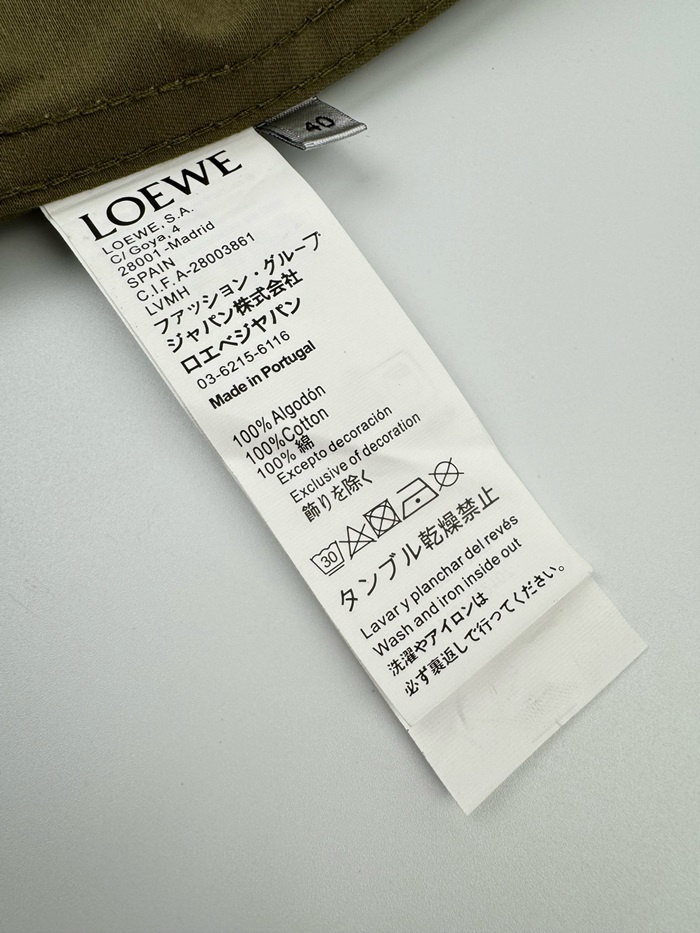 40
LOEWE
LOEWE, S.A.
C/ Goya, 4
28001-Madrid
SPAIN
C.I.F. A-28003861
LVMH
ファッション・グループ
ジャパン株式会社
ロエベジャパン
03-6215-6116
Made in Portugal
100% Algodón
100%Cotton
100% 綿
Excepto decoración
Exclusive of decoration
飾りを除く
30
タンブル乾燥禁止
Lavar y planchar del revés
Wash and iron inside out
洗濯やアイロンは
必ず裏返しで行ってください。